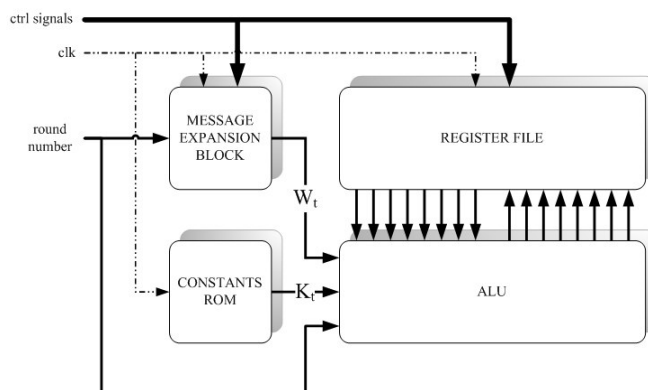 ctrl signals
clk
round
number
MESSAGE
EXPANSION
BLOCK
REGISTER FILE
Wt
CONSTANTS
ROM
Kt
ALU